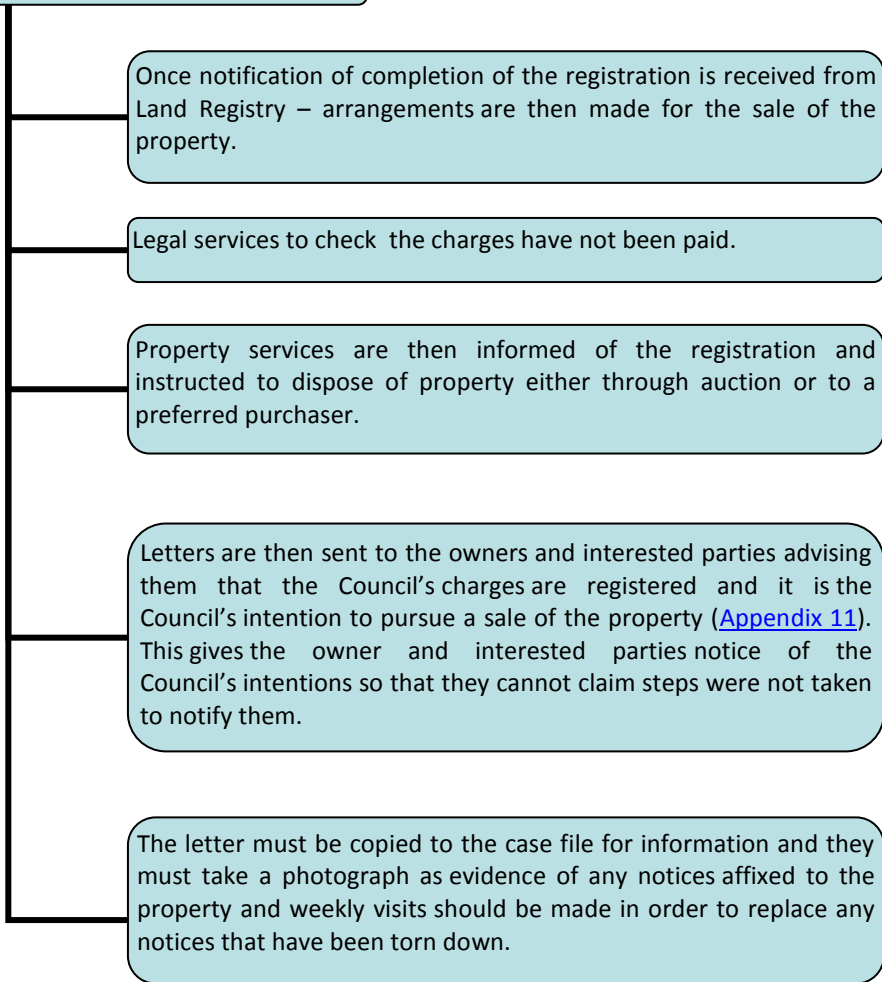 Once notification of completion of the registration is received from
Land Registry – arrangements are then made for the sale of the
property.
Legal services to check the charges have not been paid.
Property services are then informed of the registration and
instructed to dispose of property either through auction or to a
preferred purchaser.
Letters are then sent to the owners and interested parties advising
them that the Council’s charges are registered and it is the
Council’s intention to pursue a sale of the property (Appendix 11).
This gives the owner and interested parties notice of the
Council’s intentions so that they cannot claim steps were not taken
to notify them.
The letter must be copied to the case file for information and they
must take a photograph as evidence of any notices affixed to the
property and weekly visits should be made in order to replace any
notices that have been torn down.